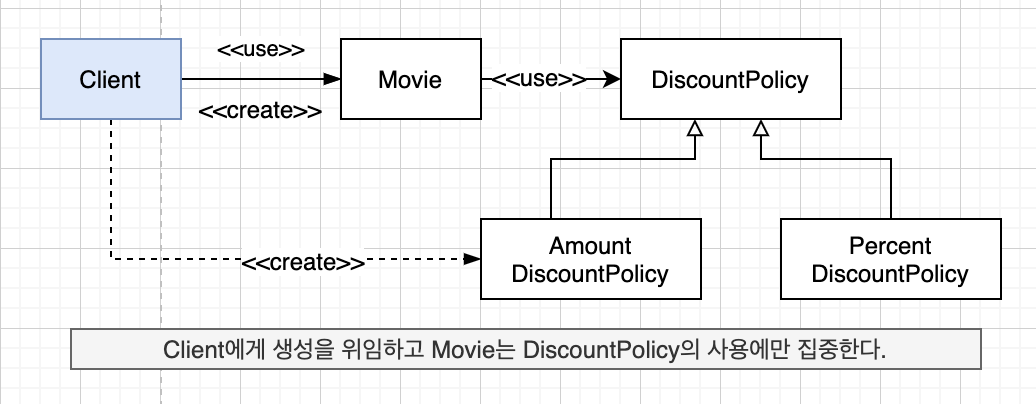 <<use>>
Client
Movie
<<use>>
DiscountPolicy
<<create>>
Amount
DiscountPolicy
Percent
DiscountPolicy
<<create>>
Client에게 생성을 위임하고 Movie는 DiscountPolicy의 사용에만 집중한다.